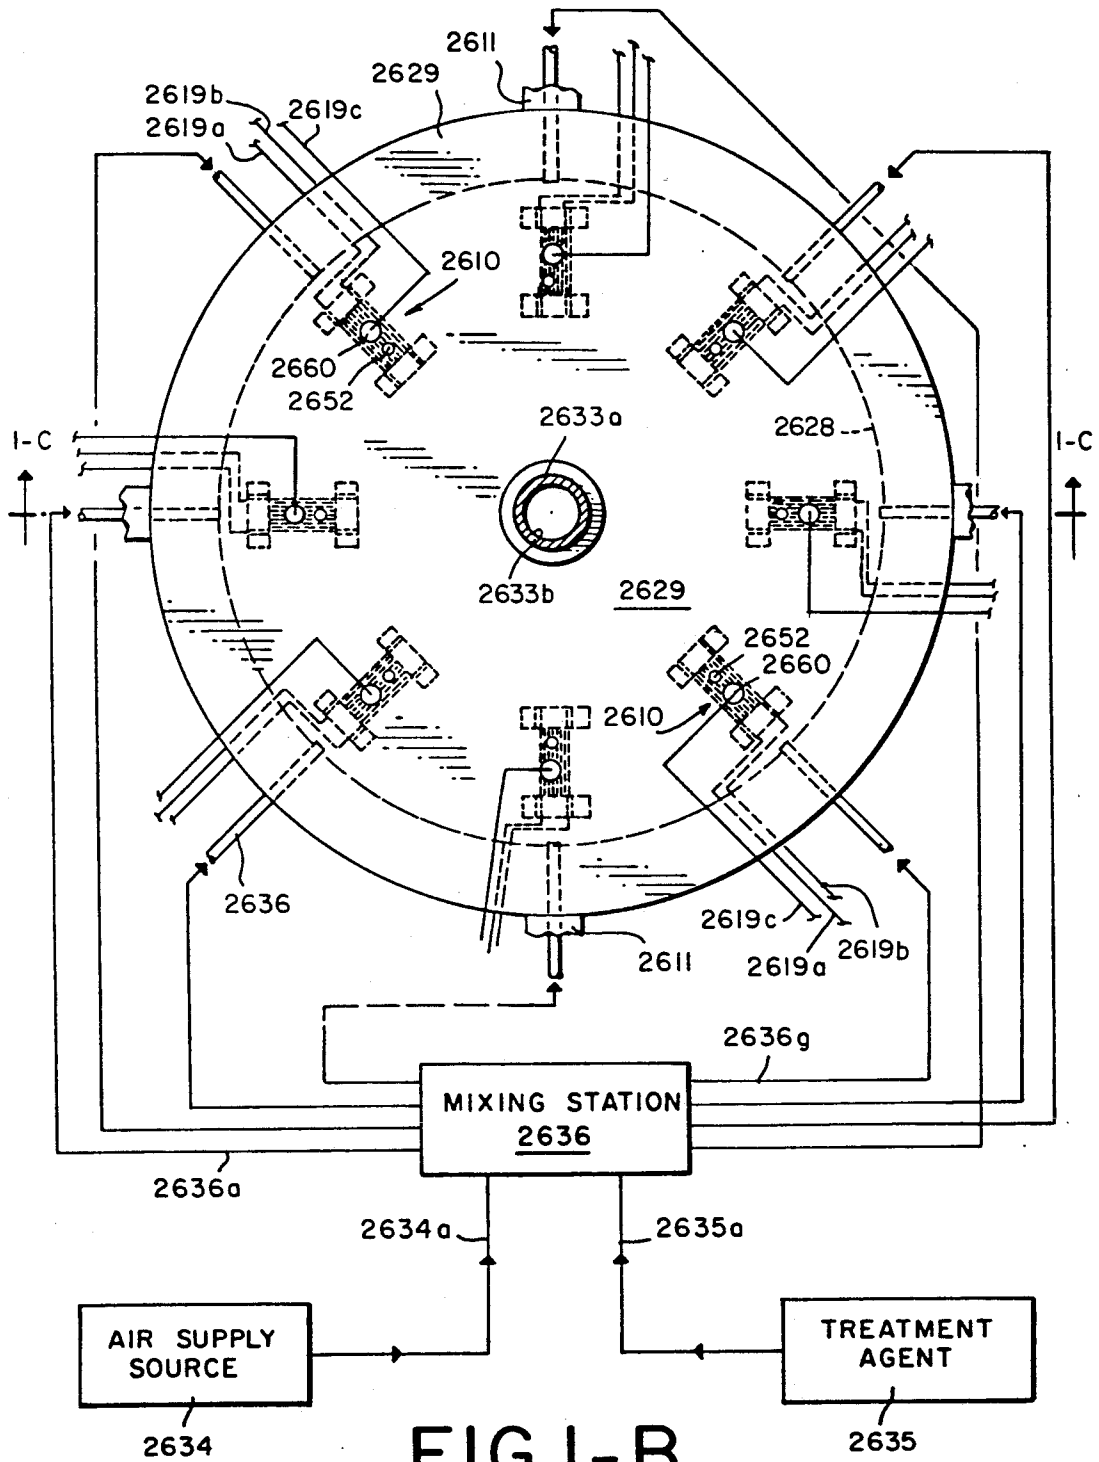 2611
2629
2619b
2619c
2619a
2610
2660
2652
2633a
2628
I-C
I-C
2633b
2629
2652
2660
2610
2636
2619c
2619b
2619a
2611
2636g
MIXING STATION
2636
2636a
2634a
2635a
AIR SUPPLY
SOURCE
TREATMENT
AGENT
2634
2635
FIG.I-B